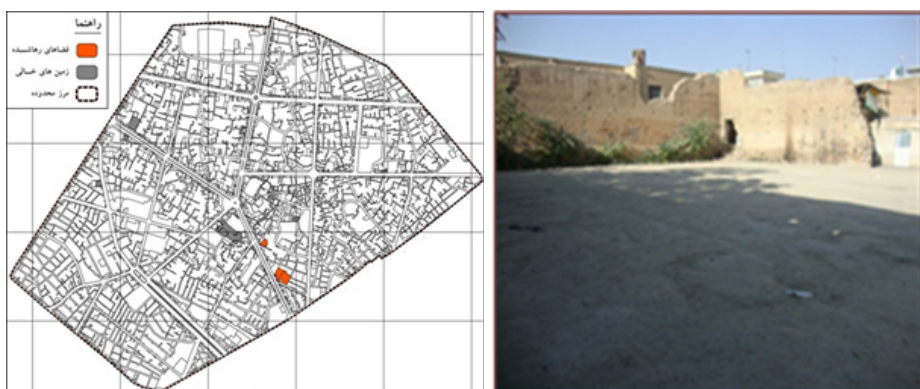 راهنما
فضاهای رهاشده
زمین های خالی
مرز محدوده